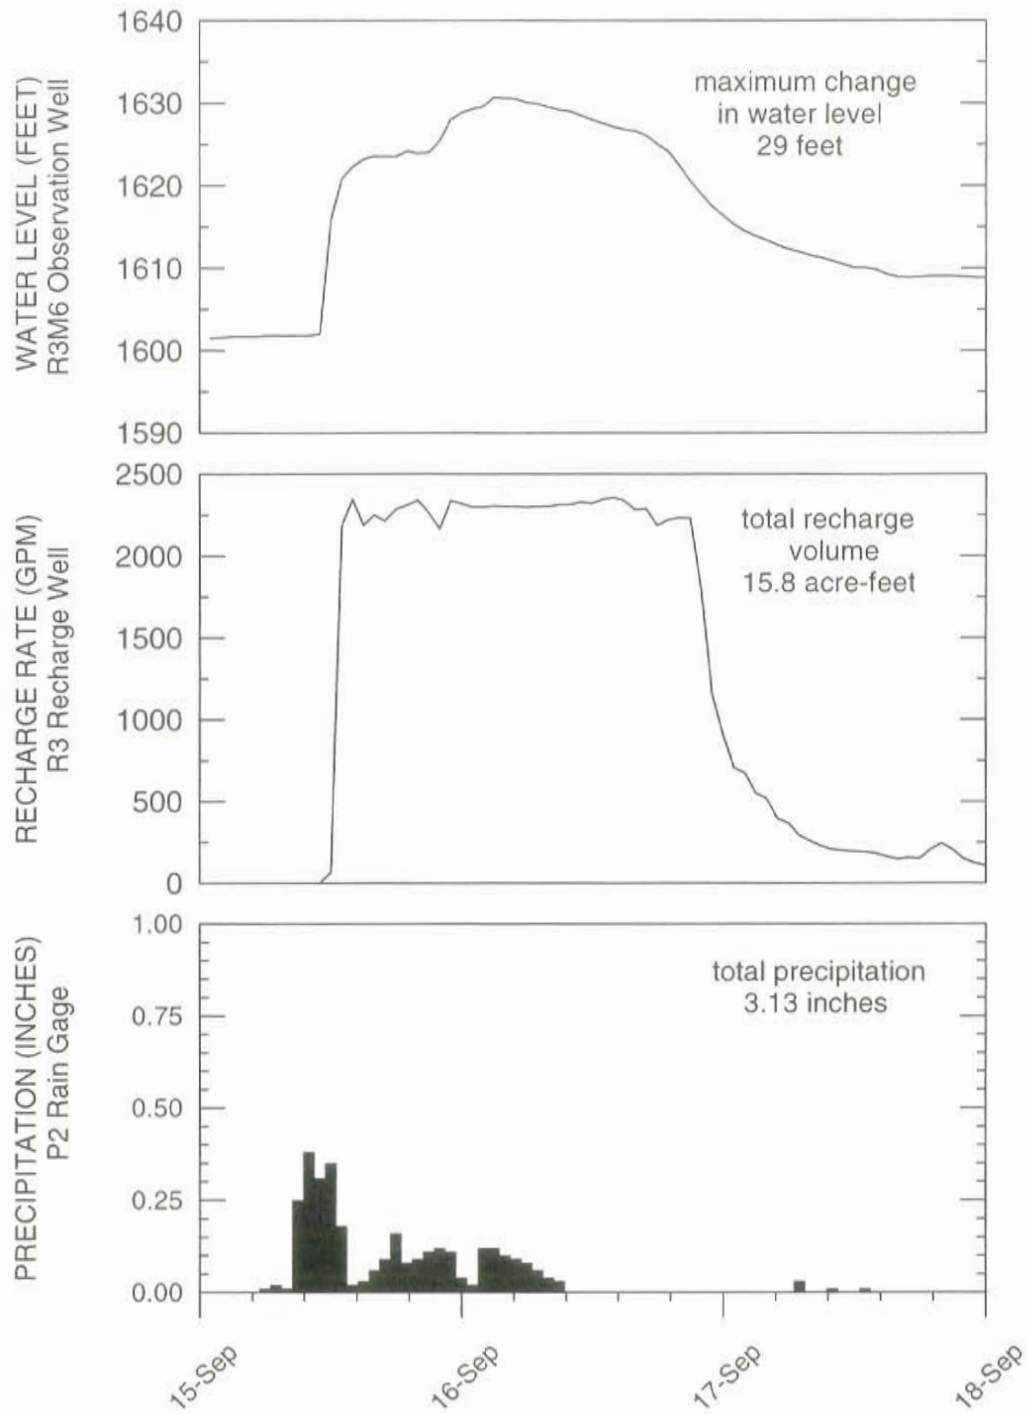 WATER LEVEL (FEET)
R3M6 Observation Well
1640
1630
1620
1610
1600
1590
maximum change
in water level
29 feet
RECHARGE RATE (GPM)
R3 Recharge Well
2500
2000
1500
1000
500
0
total recharge
volume
15.8 acre-feet
PRECIPITATION (INCHES)
P2 Rain Gage
1.00
0.75
0.50
0.25
0.00
total precipitation
3.13 inches
15-Sep
16-Sep
17-Sep
18-Sep